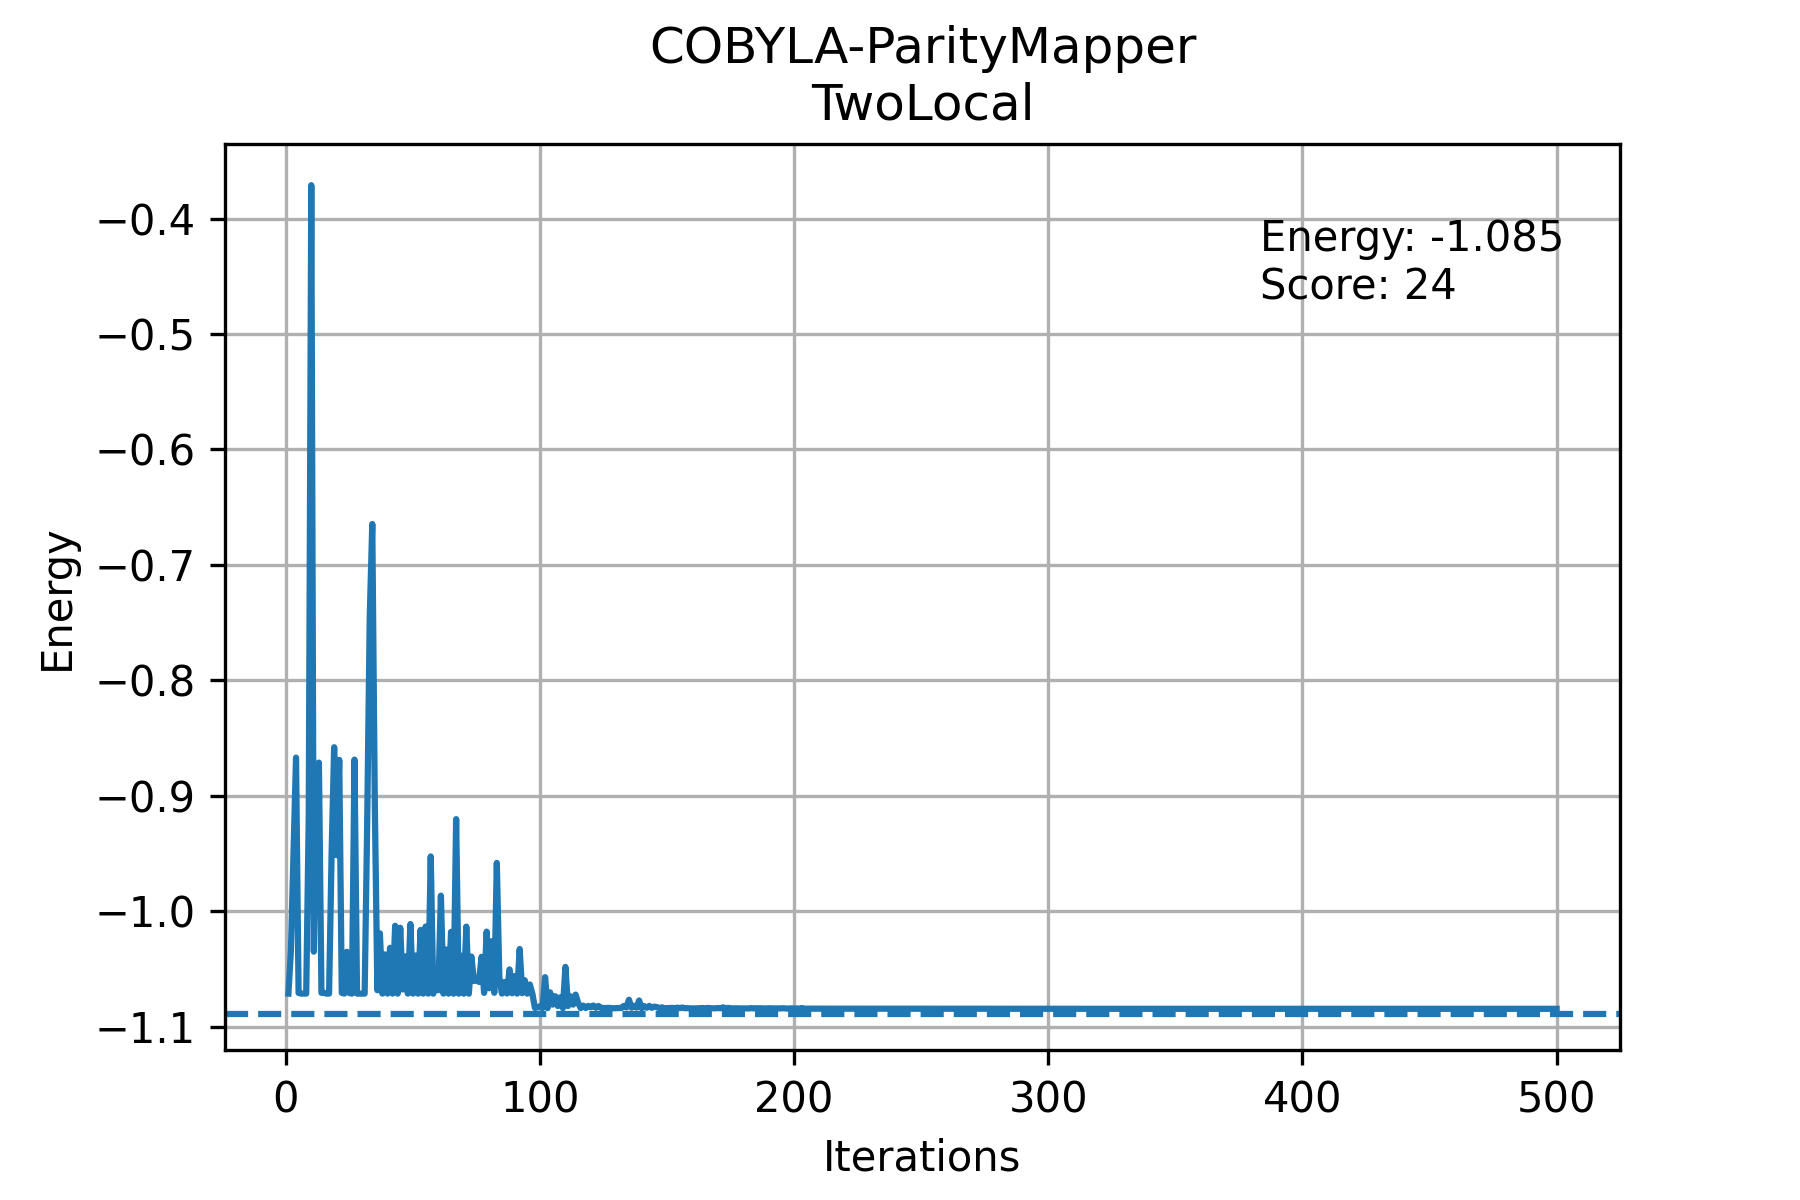 COBYLA-ParityMapper
TwoLocal
Energy: -1.085
Score: 24
−0.4
−0.5
−0.6
−0.7
−0.8
−0.9
−1.0
−1.1
Energy
0 100 200 300 400 500
Iterations